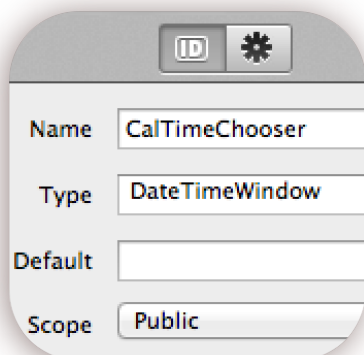 ID
Name CalTimeChooser
Type DateTimeWindow
Default
Scope Public